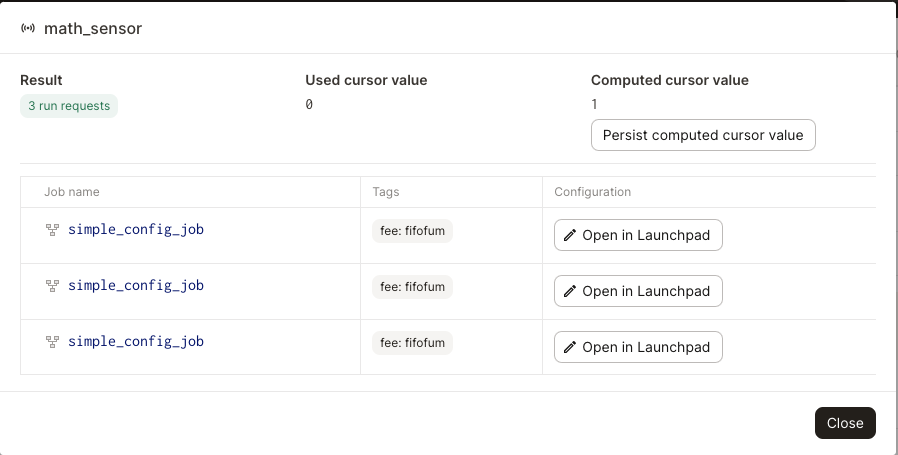 math_sensor
Result
Used cursor value
Computed cursor value
3 run requests
0
1
Persist computed cursor value
Job name
Tags
Configuration
simple_config_job
fee: fifofum
Open in Launchpad
simple_config_job
fee: fifofum
Open in Launchpad
simple_config_job
fee: fifofum
Open in Launchpad
Close